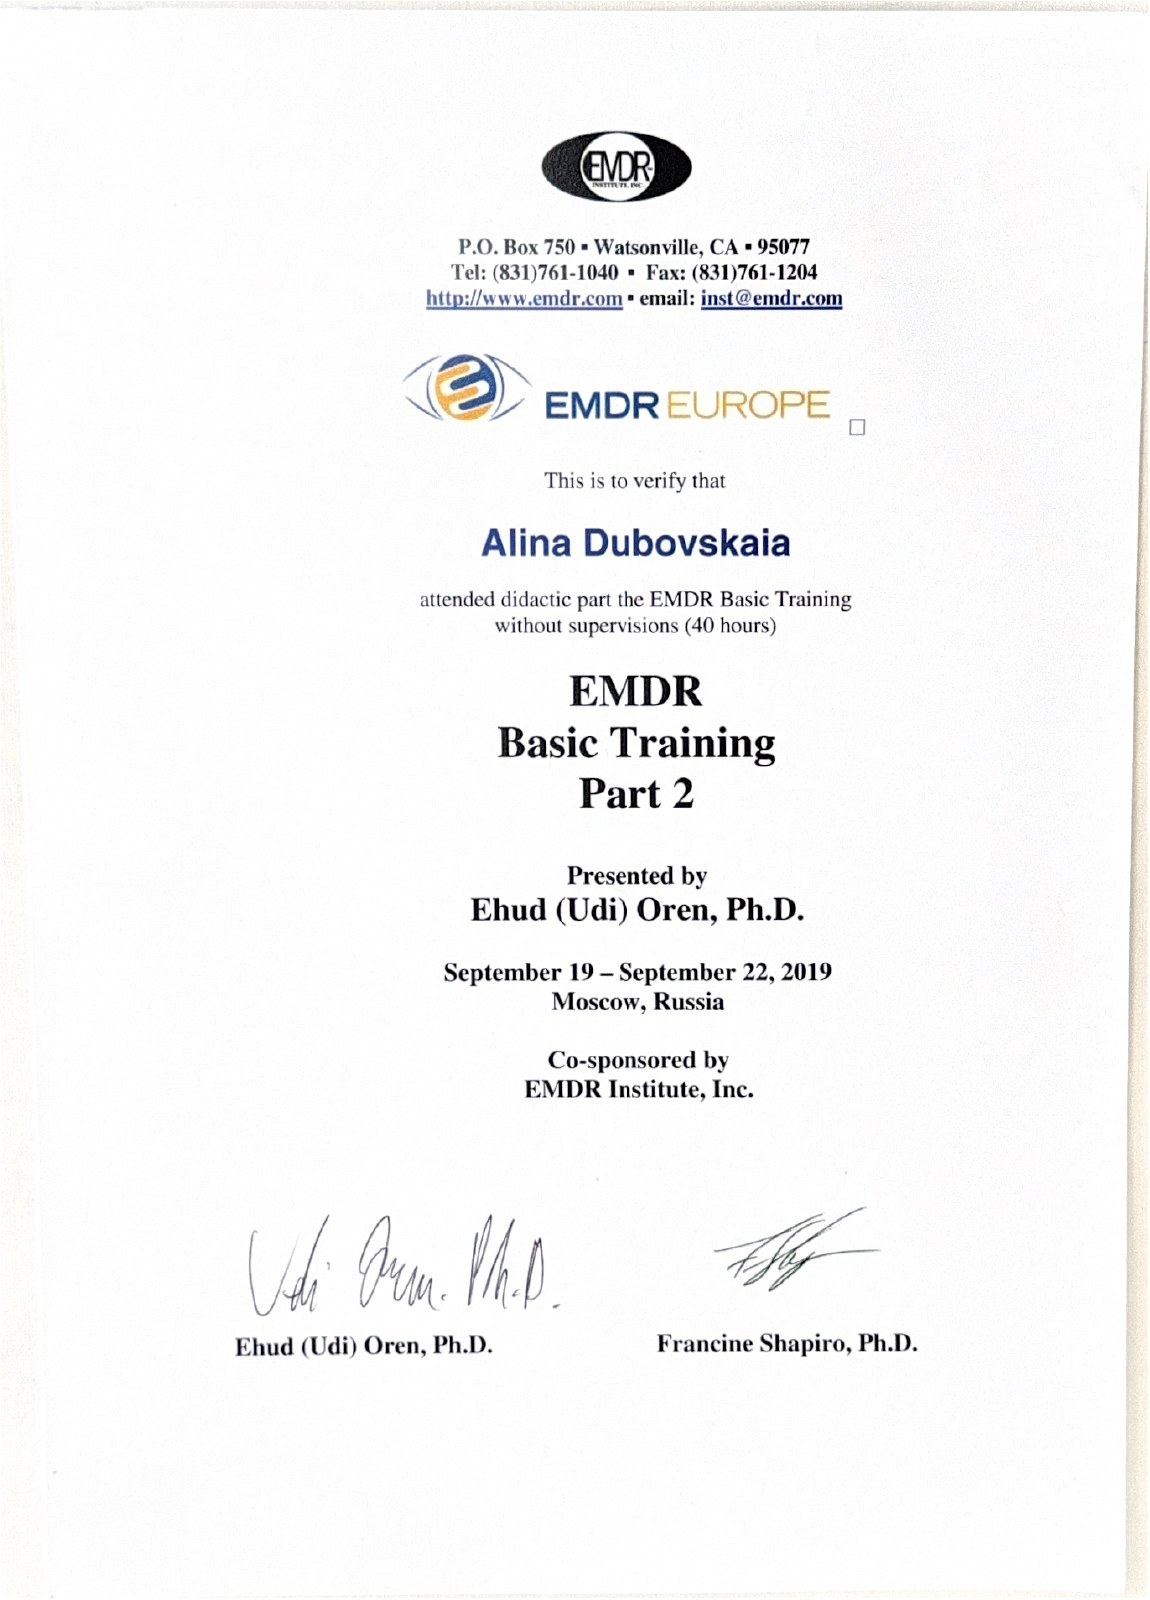 EMDR
INSTITUTE, INC.
P.O. Box 750 ▪ Watsonville, CA ▪ 95077
Tel: (831)761-1040 ▪ Fax: (831)761-1204
http://www.emdr.com ▪ email: inst@emdr.com
EMDR EUROPE
This is to verify that
Alina Dubovskaia
attended didactic part the EMDR Basic Training
without supervisions (40 hours)
EMDR
Basic Training
Part 2
Presented by
Ehud (Udi) Oren, Ph.D.
September 19 – September 22, 2019
Moscow, Russia
Co-sponsored by
EMDR Institute, Inc.
Udi Oren. Ph.D.
Ehud (Udi) Oren, Ph.D.
Francine Shapiro, Ph.D.